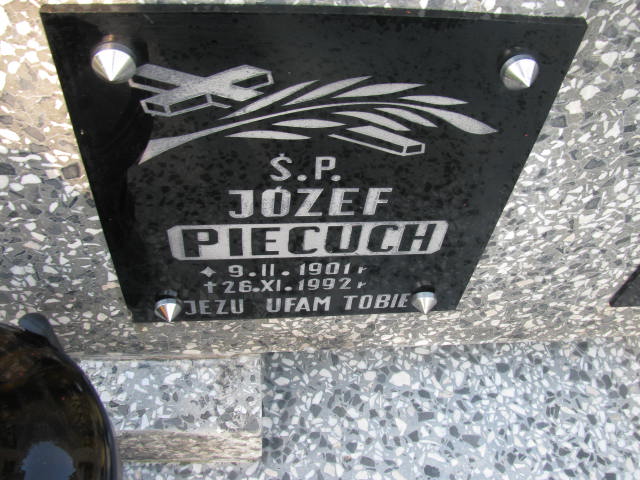 Ś.P.
JÓZEF
PIECUCH
✦ 9.II.1901 r
† 26.XI.1992 r
JEZU UFAM TOBIE